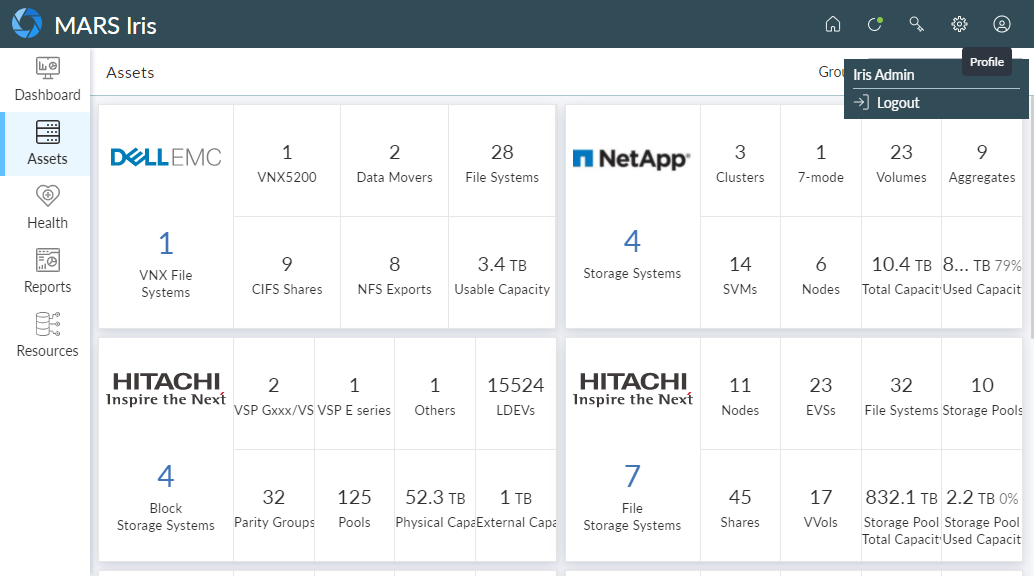 MARS Iris
Profile
Iris Admin
Logout
Dashboard
Assets
Health
Reports
Resources
Assets
DELL EMC
1
VNX File
Systems
1
VNX5200
2
Data Movers
28
File Systems
9
CIFS Shares
8
NFS Exports
3.4 TB
Usable Capacity
NetApp
4
Storage Systems
3
Clusters
1
7-mode
23
Volumes
9
Aggregates
14
SVMs
6
Nodes
10.4 TB
Total Capacit
8... TB 79%
Used Capacit
HITACHI
Inspire the Next
4
Block
Storage Systems
2
VSP Gxxx/VS
1
VSP E series
1
Others
15524
LDEVs
32
Parity Groups
125
Pools
52.3 TB
Physical Capa
1 TB
External Capa
HITACHI
Inspire the Next
7
File
Storage Systems
11
Nodes
23
EVSs
32
File Systems
10
Storage Pools
45
Shares
17
VVols
832.1 TB
Storage Pool
Total Capacit
2.2 TB 0%
Storage Pool
Used Capacit